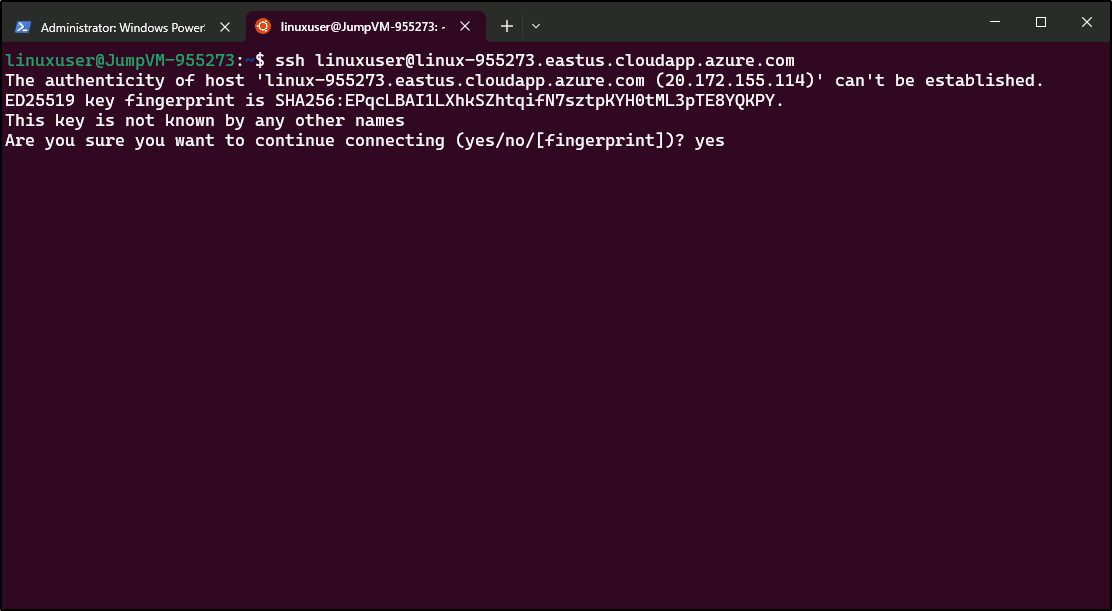 Administrator: Windows Power
linuxuser@JumpVM-955273: -
linuxuser@JumpVM-955273:~$ ssh linuxuser@linux-955273.eastus.cloudapp.azure.com
The authenticity of host 'linux-955273.eastus.cloudapp.azure.com (20.172.155.114)' can't be established.
ED25519 key fingerprint is SHA256:EPqcLBAI1LXhkSZhtqifN7sztpKYH0tML3pTE8YQKPY.
This key is not known by any other names
Are you sure you want to continue connecting (yes/no/[fingerprint])? yes